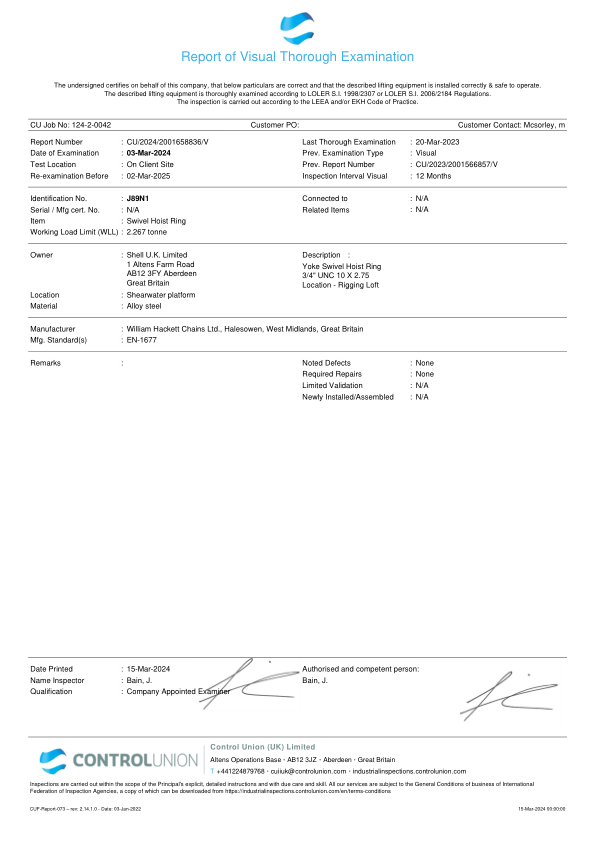 Report of Visual Thorough Examination
The undersigned certifies on behalf of this company, that below particulars are correct and that the described lifting equipment is installed correctly & safe to operate.
The described lifting equipment is thoroughly examined according to LOLER S.I. 1998/2307 or LOLER S.I. 2006/2184 Regulations.
The inspection is carried out according to the LEEA and/or EKH Code of Practice.
CU Job No: 124-2-0042 Customer PO: Customer Contact: Mcsorley, m
Report Number : CU/2024/2001658836/V Last Thorough Examination : 20-Mar-2023
Date of Examination : 03-Mar-2024 Prev. Examination Type : Visual
Test Location : On Client Site Prev. Report Number : CU/2023/2001566857/V
Re-examination Before : 02-Mar-2025 Inspection Interval Visual : 12 Months
Identification No. : J89N1 Connected to : N/A
Serial / Mfg cert. No. : N/A Related Items : N/A
Item : Swivel Hoist Ring
Working Load Limit (WLL) : 2.267 tonne
Owner : Shell U.K. Limited Description :
1 Altens Farm Road Yoke Swivel Hoist Ring
AB12 3FY Aberdeen 3/4" UNC 10 X 2.75
Great Britain Location - Rigging Loft
Location : Shearwater platform
Material : Alloy steel
Manufacturer : William Hackett Chains Ltd., Halesowen, West Midlands, Great Britain
Mfg. Standard(s) : EN-1677
Remarks : Noted Defects : None
Required Repairs : None
Limited Validation : N/A
Newly Installed/Assembled : N/A
Date Printed : 15-Mar-2024 Authorised and competent person:
Name Inspector : Bain, J. Bain, J.
Qualification : Company Appointed Examiner
CONTROLUNION
Control Union (UK) Limited
Altens Operations Base · AB12 3JZ · Aberdeen · Great Britain
T +441224879768 · cuiiuk@controlunion.com · industrialinspections.controlunion.com
Inspections are carried out within the scope of the Principal's explicit, detailed instructions and with due care and skill. All our services are subject to the General Conditions of business of International
Federation of Inspection Agencies, a copy of which can be downloaded from https://industrialinspections.controlunion.com/en/terms-conditions
CUF-Report-073 – rev: 2.14.1.0 - Date: 03-Jun-2022 15-Mar-2024 00:00:00